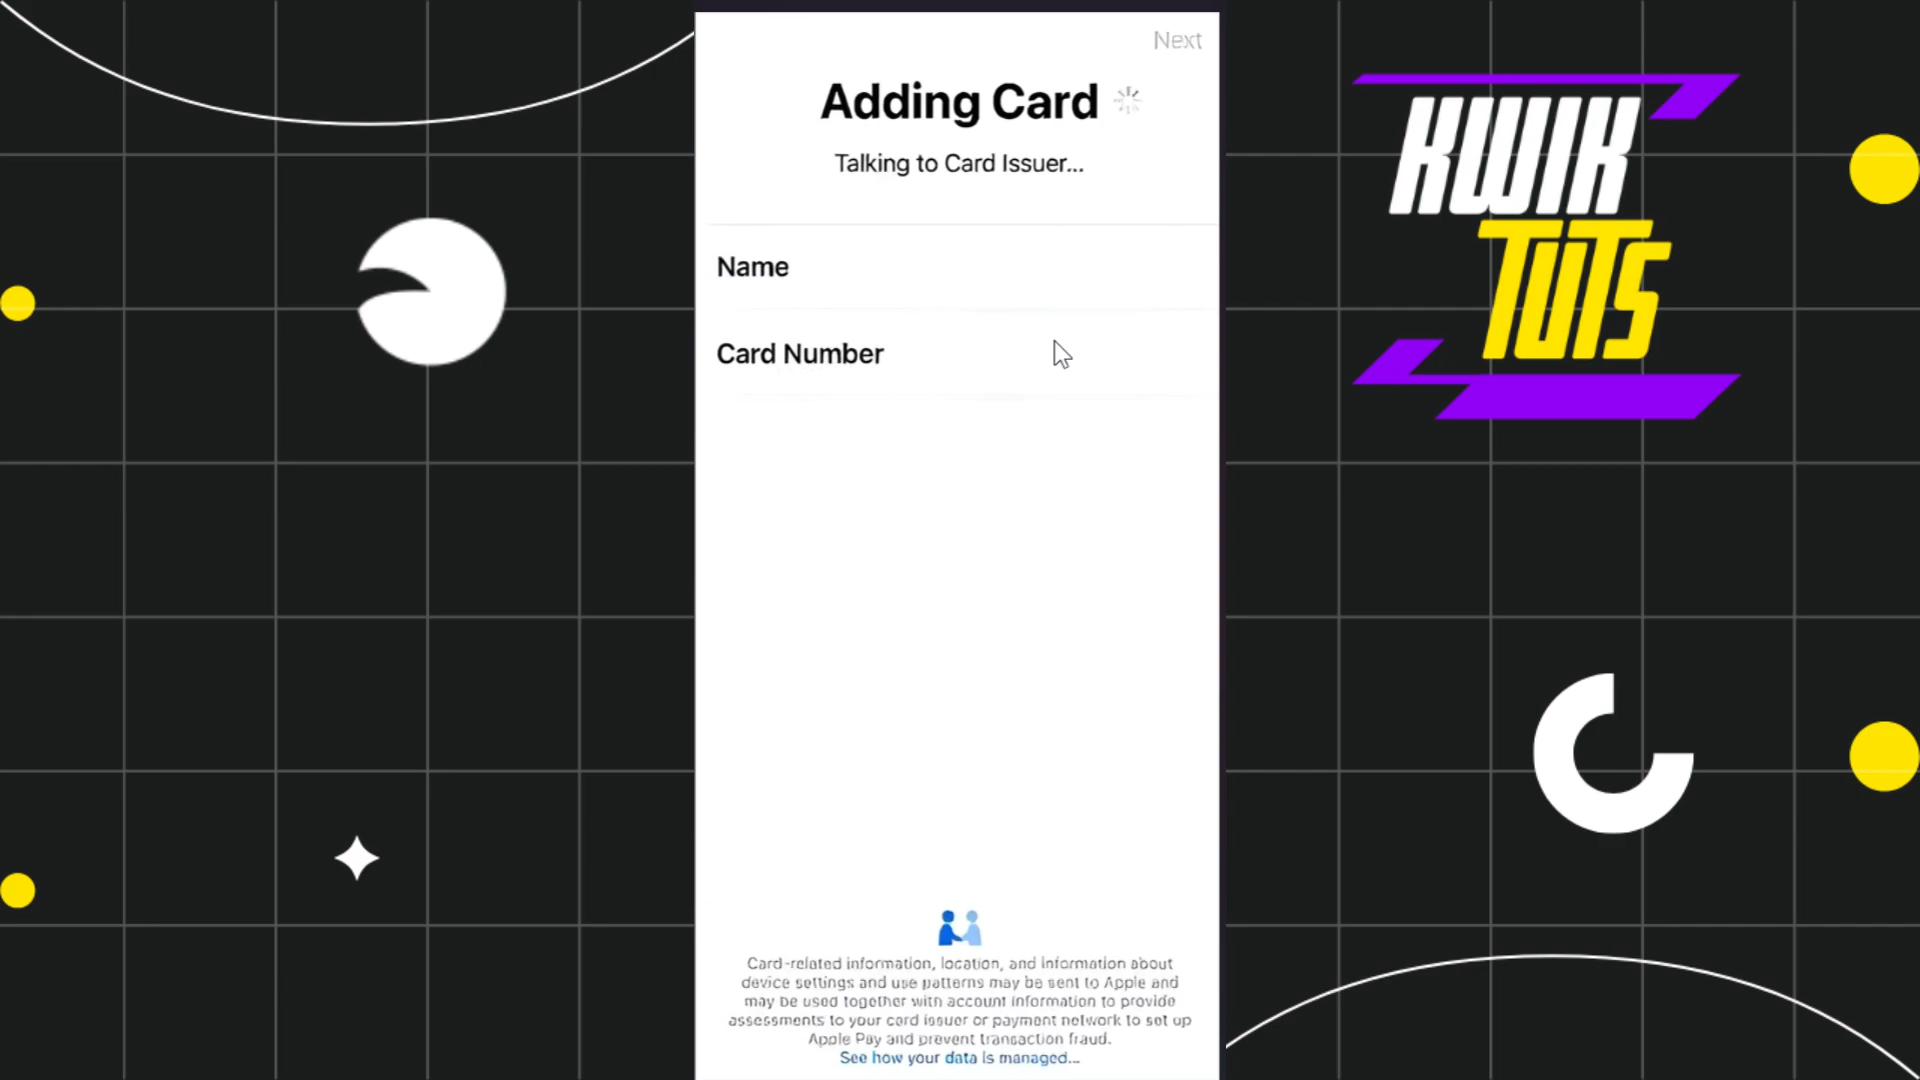 Next
Adding Card
Talking to Card Issuer...
Name
Card Number
Card-related information, location, and information about
device settings and use patterns may be sent to Apple and
may be used together with account information to provide
assessments to your card issuer or payment network to set up
Apple Pay and prevent transaction fraud.
See how your data is managed...
KWIK
TUTS